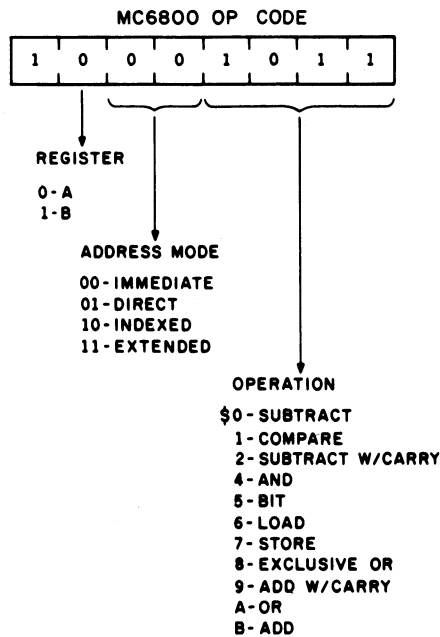 MC6800 OP CODE
1 0 0 0 1 0 1 1
REGISTER
0-A
1-B
ADDRESS MODE
00-IMMEDIATE
01-DIRECT
10-INDEXED
11-EXTENDED
OPERATION
$0-SUBTRACT
1-COMPARE
2-SUBTRACT W/CARRY
4-AND
5-BIT
6-LOAD
7-STORE
8-EXCLUSIVE OR
9-ADD W/CARRY
A-OR
B-ADD